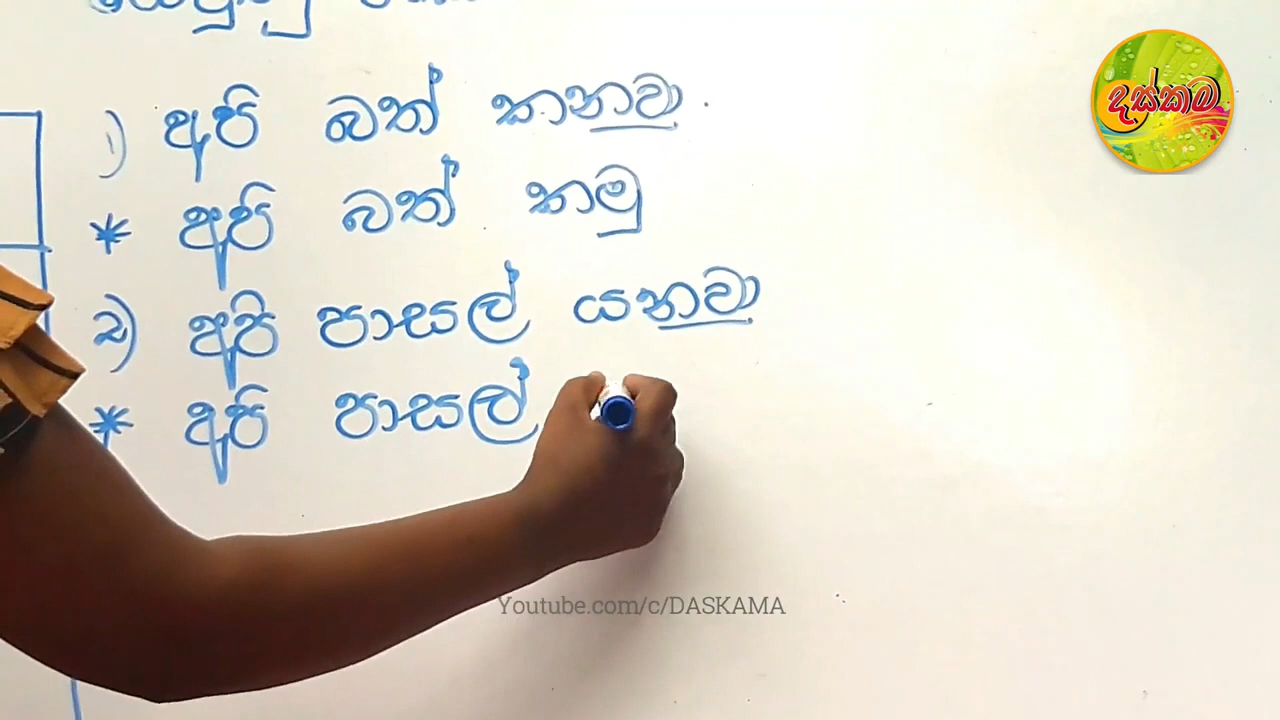 1) අපි බත් කනවා.
* අපි බත් කමු
2) අපි පාසල් යනවා
* අපි පාසල්
දස්කම
Youtube.com/c/DASKAMA